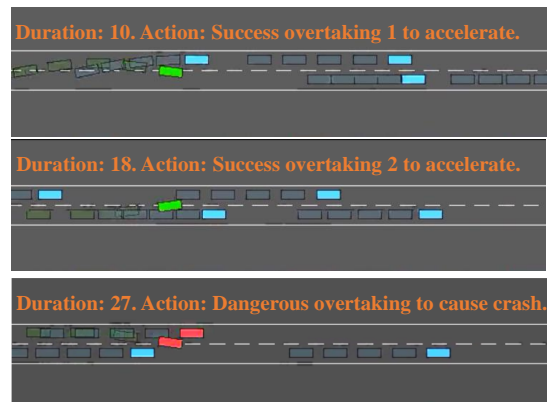 Duration: 10. Action: Success overtaking 1 to accelerate.
Duration: 18. Action: Success overtaking 2 to accelerate.
Duration: 27. Action: Dangerous overtaking to cause crash.